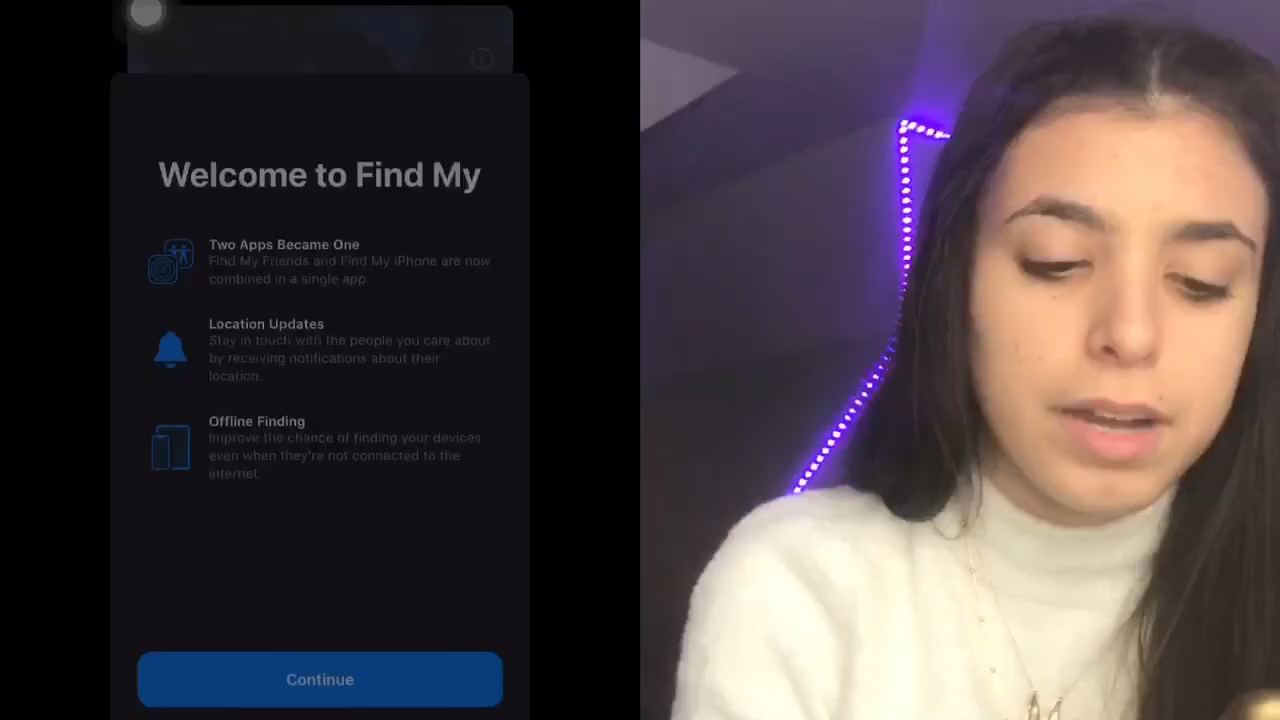 Welcome to Find My
Two Apps Became One
Find My Friends and Find My iPhone are now
combined in a single app.
Location Updates
Stay in touch with the people you care about
by receiving notifications about their
location.
Offline Finding
Improve the chance of finding your devices
even when they're not connected to the
internet.
Continue